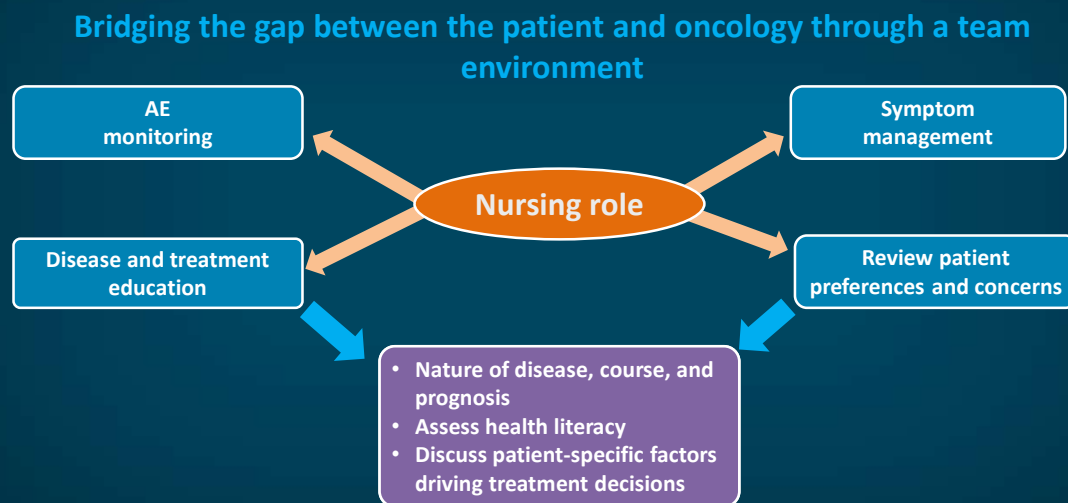 Bridging the gap between the patient and oncology through a team
environment
AE
monitoring
Symptom
management
Nursing role
Disease and treatment
education
Review patient
preferences and concerns
• Nature of disease, course, and
prognosis
• Assess health literacy
• Discuss patient-specific factors
driving treatment decisions